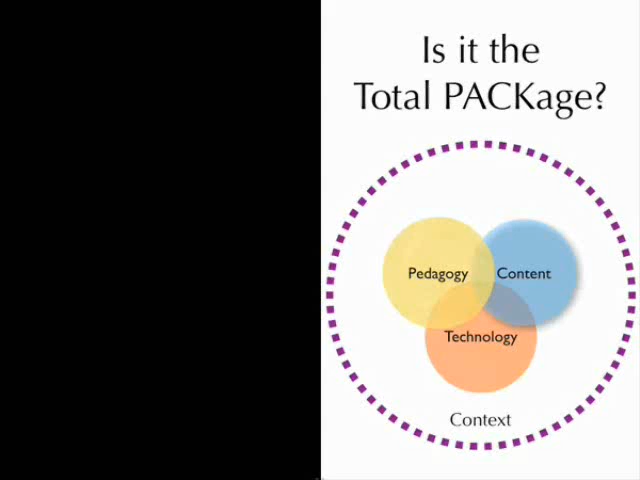 Is it the
Total PACKage?
Pedagogy
Content
Technology
Context